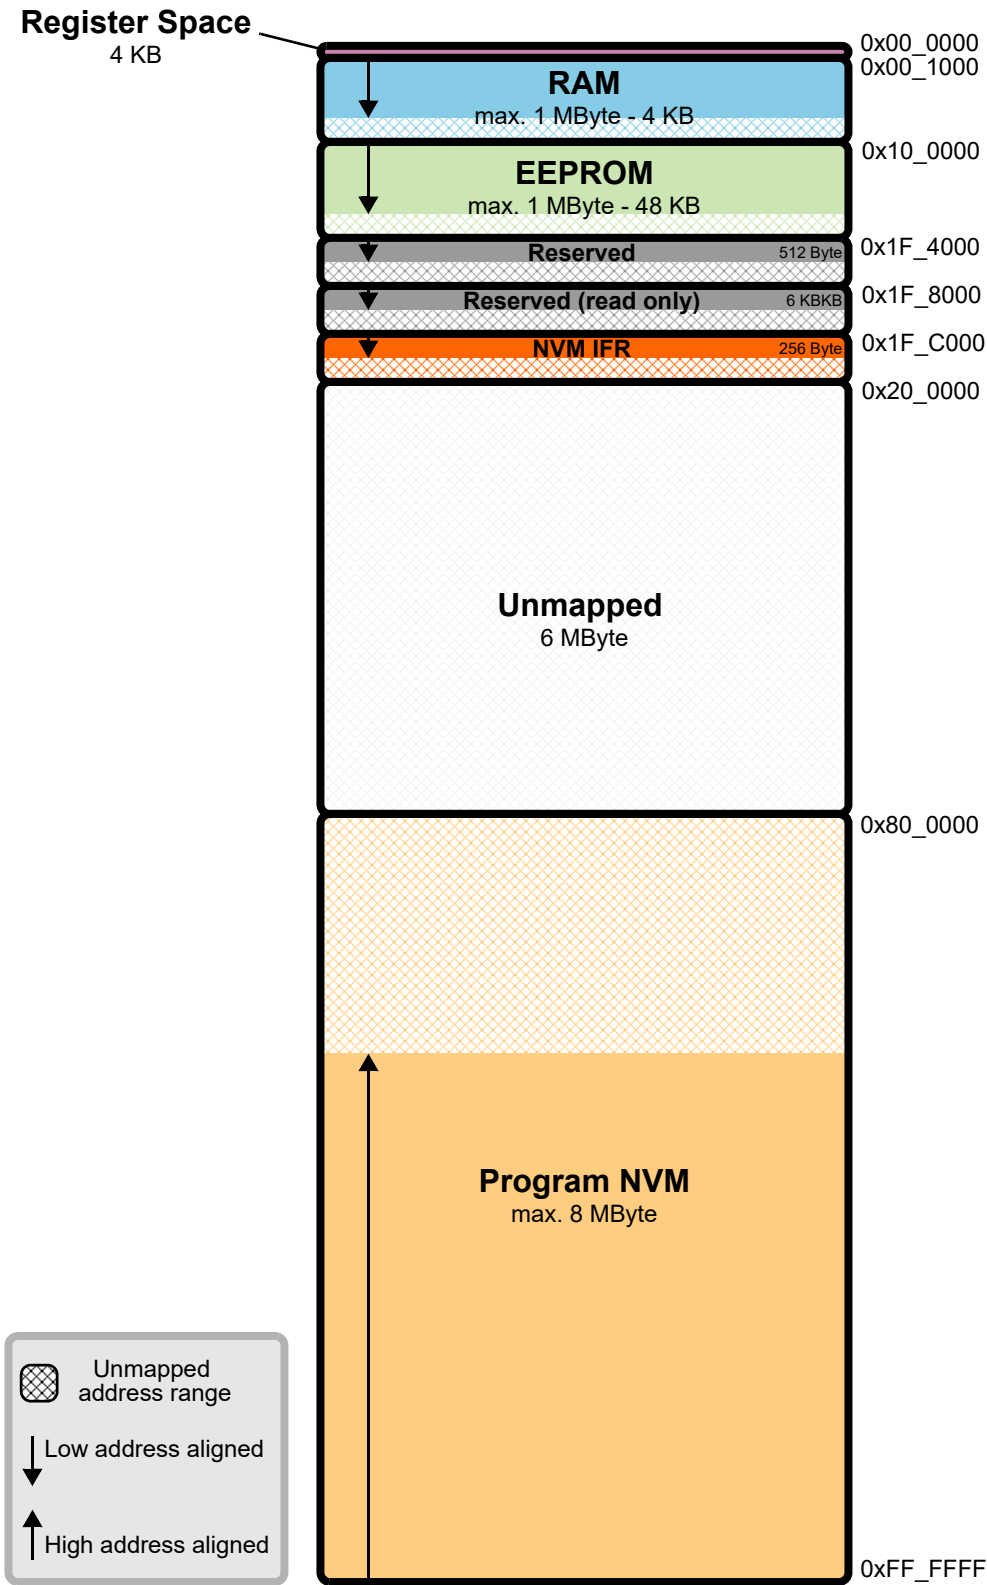 Register Space
4 KB
0x00_0000
0x00_1000
RAM
max. 1 MByte - 4 KB
0x10_0000
EEPROM
max. 1 MByte - 48 KB
0x1F_4000
Reserved
512 Byte
0x1F_8000
Reserved (read only)
6 KBKB
0x1F_C000
NVM IFR
256 Byte
0x20_0000
Unmapped
6 MByte
0x80_0000
Program NVM
max. 8 MByte
Unmapped
address range
Low address aligned
High address aligned
0xFF_FFFF